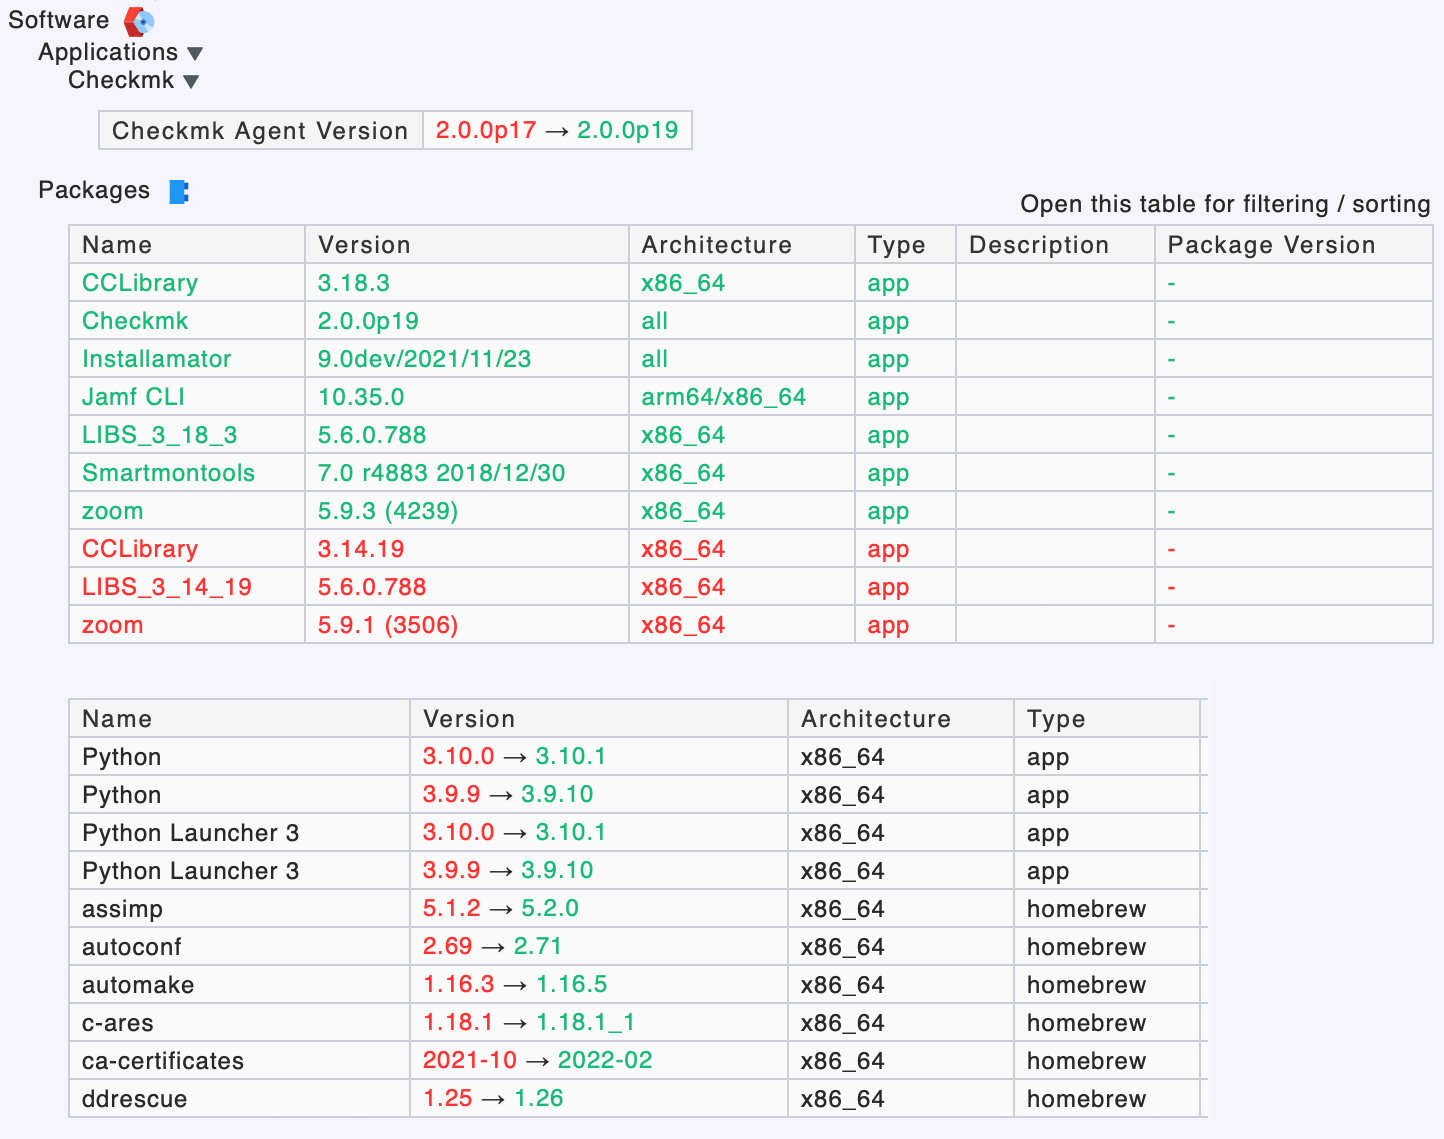 Software
Applications ▼
Checkmk ▼
Checkmk Agent Version 2.0.0p17 → 2.0.0p19
Packages
Open this table for filtering / sorting
Name Version Architecture Type Description Package Version
CCLibrary 3.18.3 x86_64 app -
Checkmk 2.0.0p19 all app -
Installamator 9.0dev/2021/11/23 all app -
Jamf CLI 10.35.0 arm64/x86_64 app -
LIBS_3_18_3 5.6.0.788 x86_64 app -
Smartmontools 7.0 r4883 2018/12/30 x86_64 app -
zoom 5.9.3 (4239) x86_64 app -
CCLibrary 3.14.19 x86_64 app -
LIBS_3_14_19 5.6.0.788 x86_64 app -
zoom 5.9.1 (3506) x86_64 app -
Name Version Architecture Type
Python 3.10.0 → 3.10.1 x86_64 app
Python 3.9.9 → 3.9.10 x86_64 app
Python Launcher 3 3.10.0 → 3.10.1 x86_64 app
Python Launcher 3 3.9.9 → 3.9.10 x86_64 app
assimp 5.1.2 → 5.2.0 x86_64 homebrew
autoconf 2.69 → 2.71 x86_64 homebrew
automake 1.16.3 → 1.16.5 x86_64 homebrew
c-ares 1.18.1 → 1.18.1_1 x86_64 homebrew
ca-certificates 2021-10 → 2022-02 x86_64 homebrew
ddrescue 1.25 → 1.26 x86_64 homebrew